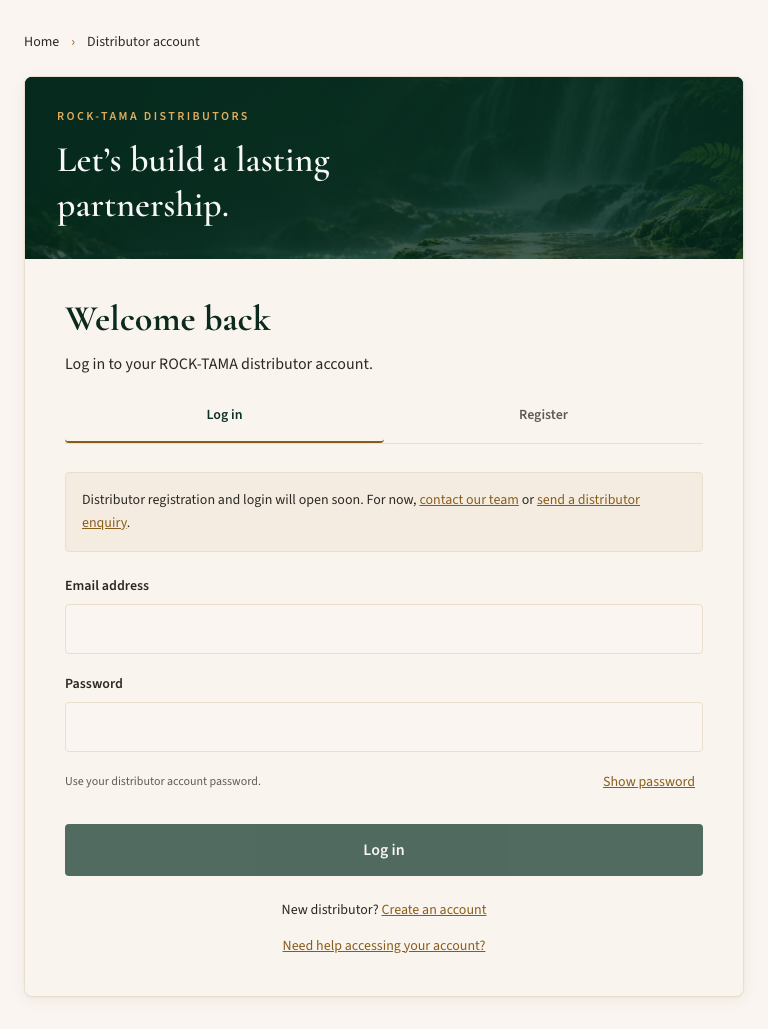 Home › Distributor account
ROCK-TAMA DISTRIBUTORS
Let’s build a lasting
partnership.
Welcome back
Log in to your ROCK-TAMA distributor account.
Log in Register
Distributor registration and login will open soon. For now, contact our team or send a distributor
enquiry.
Email address
Password
Use your distributor account password. Show password
Log in
New distributor? Create an account
Need help accessing your account?